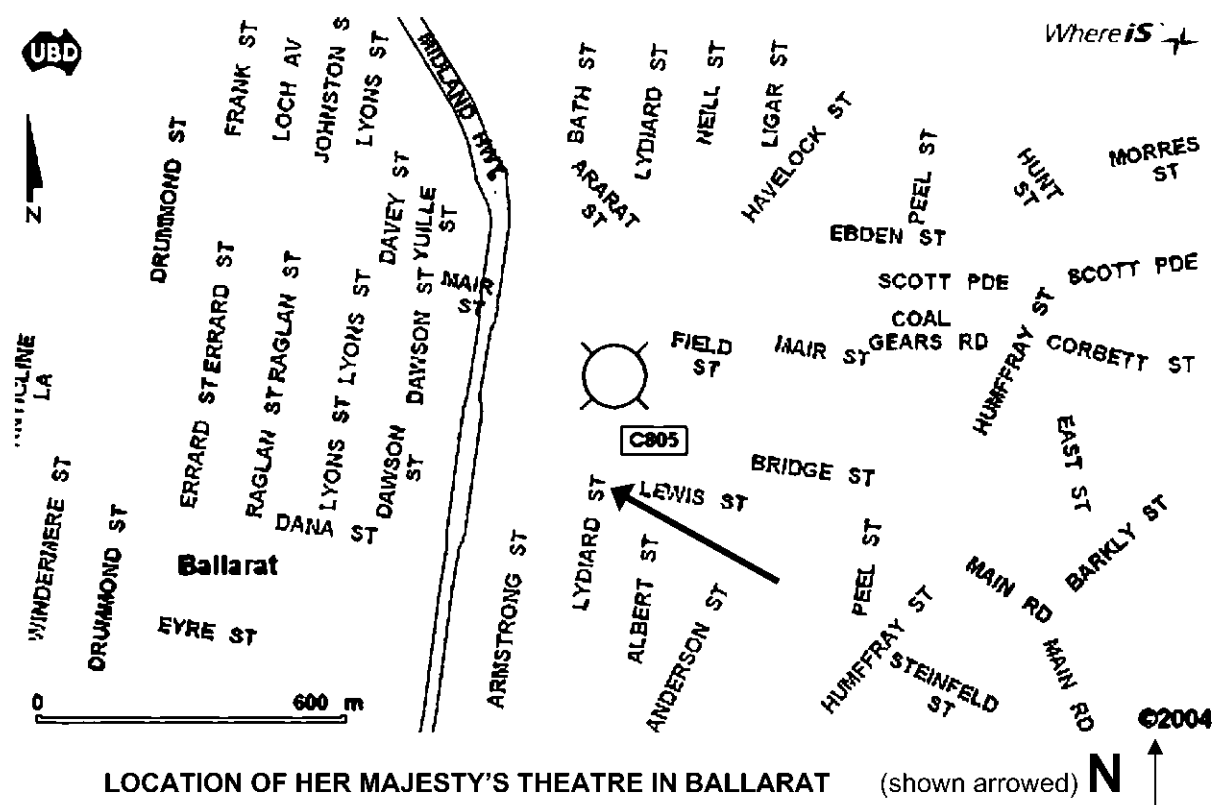 UBD
Where iS
FRANK ST
LOCH AV
JOHNSTON S
LYONS ST
MIDLAND HWY
BATH ST
LYDIARD ST
NEILL ST
LIGAR ST
HAVELOCK ST
ARARAT ST
PEEL ST
HUNT ST
MORRES ST
DRUMMOND ST
DAVEY ST
YUILLE ST
EBDEN ST
N
ERRARD ST
RAGLAN ST
LYONS ST
DAWSON ST
MAIR ST
SCOTT PDE
SCOTT PDE
COAL
GEARS RD
HUMFFRAY ST
CORBETT ST
FIELD ST
MAIR ST
LA
ERRARD ST
RAGLAN ST
LYONS ST
DAWSON ST
C805
BRIDGE ST
EAST ST
WINDERMERE ST
DRUMMOND ST
DANA ST
LYDIARD ST
LEWIS ST
BARKLY ST
Ballarat
ARMSTRONG ST
ALBERT ST
PEEL ST
MAIN RD
EYRE ST
ANDERSON ST
HUMFFRAY ST
STEINFELD ST
MAIN RD
0 600 m
©2004
LOCATION OF HER MAJESTY'S THEATRE IN BALLARAT (shown arrowed) N